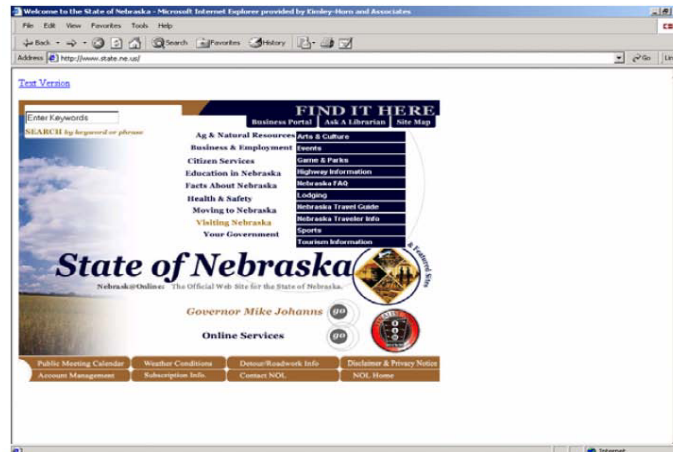 Welcome to the State of Nebraska - Microsoft Internet Explorer provided by Kimley-Horn and Associates
File Edit View Favorites Tools Help
Back Search Favorites History
Address http://www.state.ne.us/ Go
Text Version
FIND IT HERE
Business Portal Ask A Librarian Site Map
Enter Keywords
SEARCH by keyword or phrase
Ag & Natural Resources
Business & Employment
Citizen Services
Education in Nebraska
Facts About Nebraska
Health & Safety
Moving to Nebraska
Visiting Nebraska
Your Government
Arts & Culture
Events
Game & Parks
Highway Information
Nebraska FAQ
Lodging
Nebraska Travel Guide
Nebraska Traveler Info
Sports
Tourism Information
& Featured Sites
State of Nebraska
Nebrask@Online: The Official Web Site for the State of Nebraska.
Governor Mike Johanns go
Online Services go
Public Meeting Calendar Weather Conditions Detour/Roadwork Info Disclaimer & Privacy Notice
Account Management Subscription Info. Contact NOL NOL Home
Internet